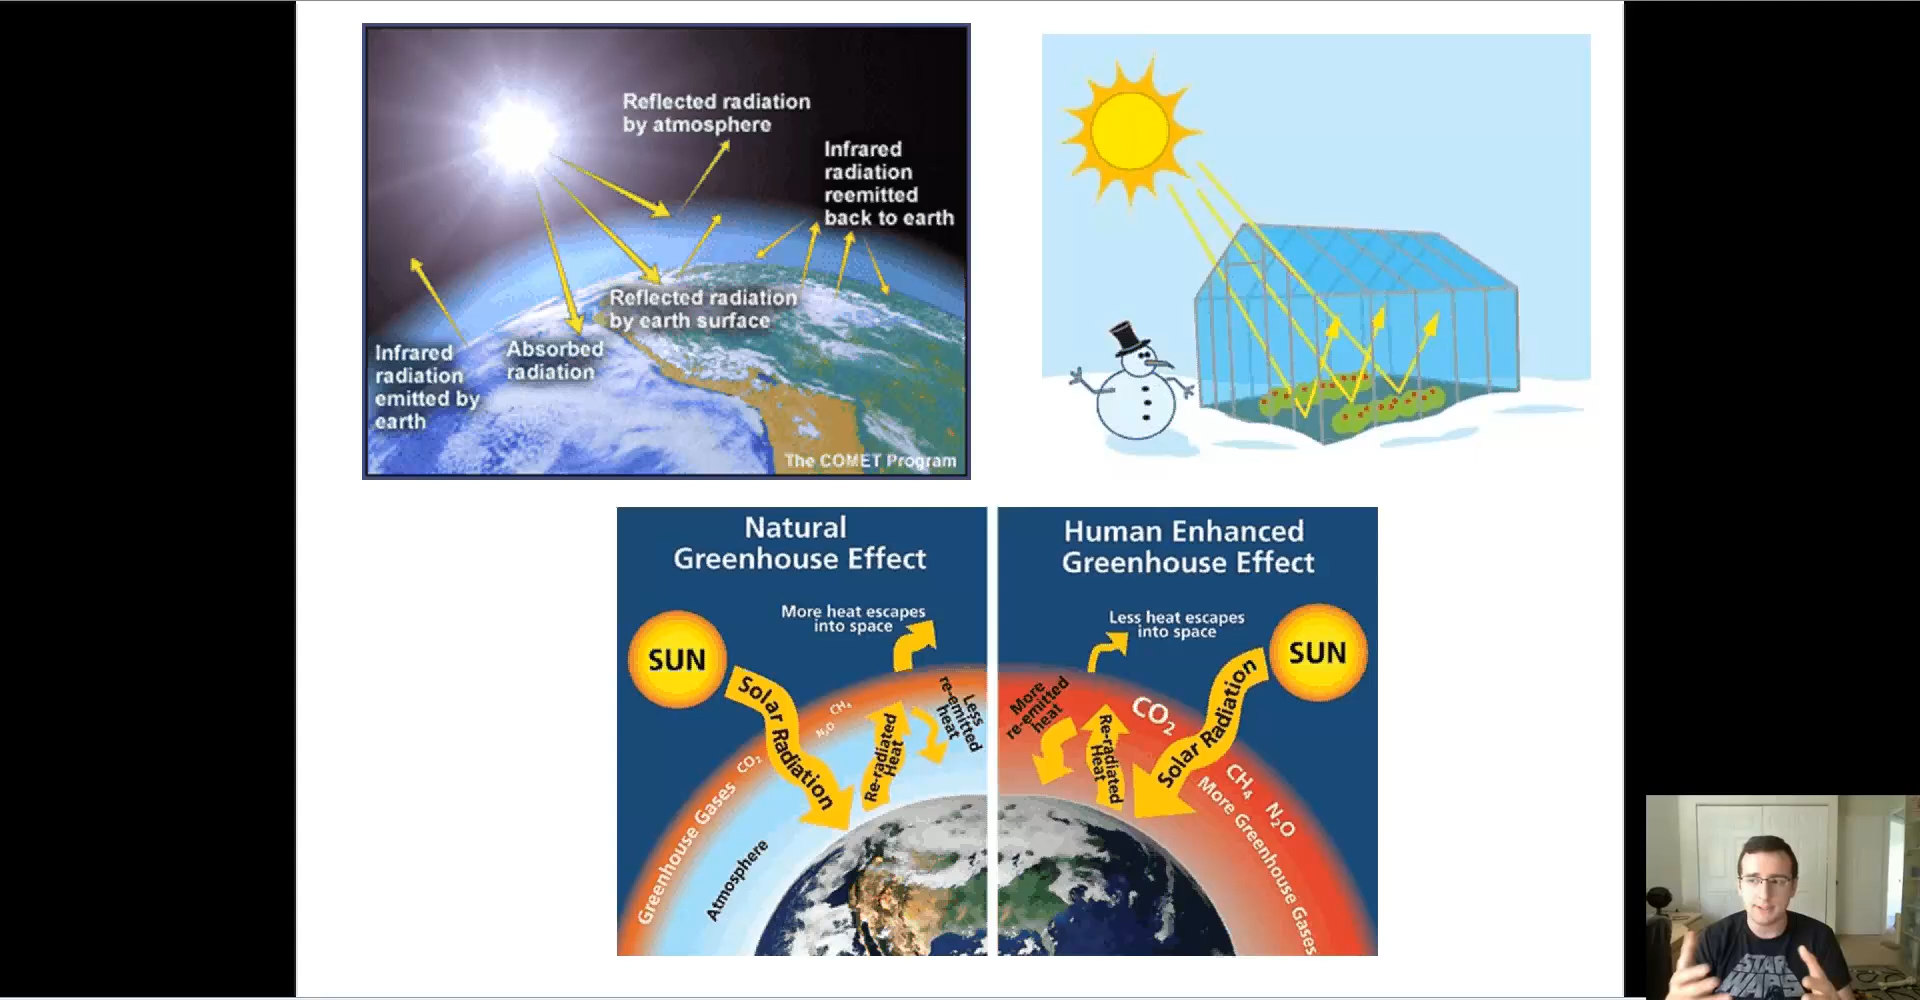 Reflected radiation
by atmosphere
Infrared
radiation
reemitted
back to earth
Reflected radiation
by earth surface
Infrared
radiation
emitted by
earth
Absorbed
radiation
The COMET Program
Natural
Greenhouse Effect
More heat escapes
into space
SUN
Solar Radiation
Re-radiated
Heat
Less
re-emitted
heat
CH₄
N₂O
CO₂
Greenhouse Gases
Atmosphere
Human Enhanced
Greenhouse Effect
Less heat escapes
into space
SUN
Solar Radiation
More
re-emitted
heat
Re-radiated
Heat
CO₂
CH₄
N₂O
More Greenhouse Gases
STAR
WARS